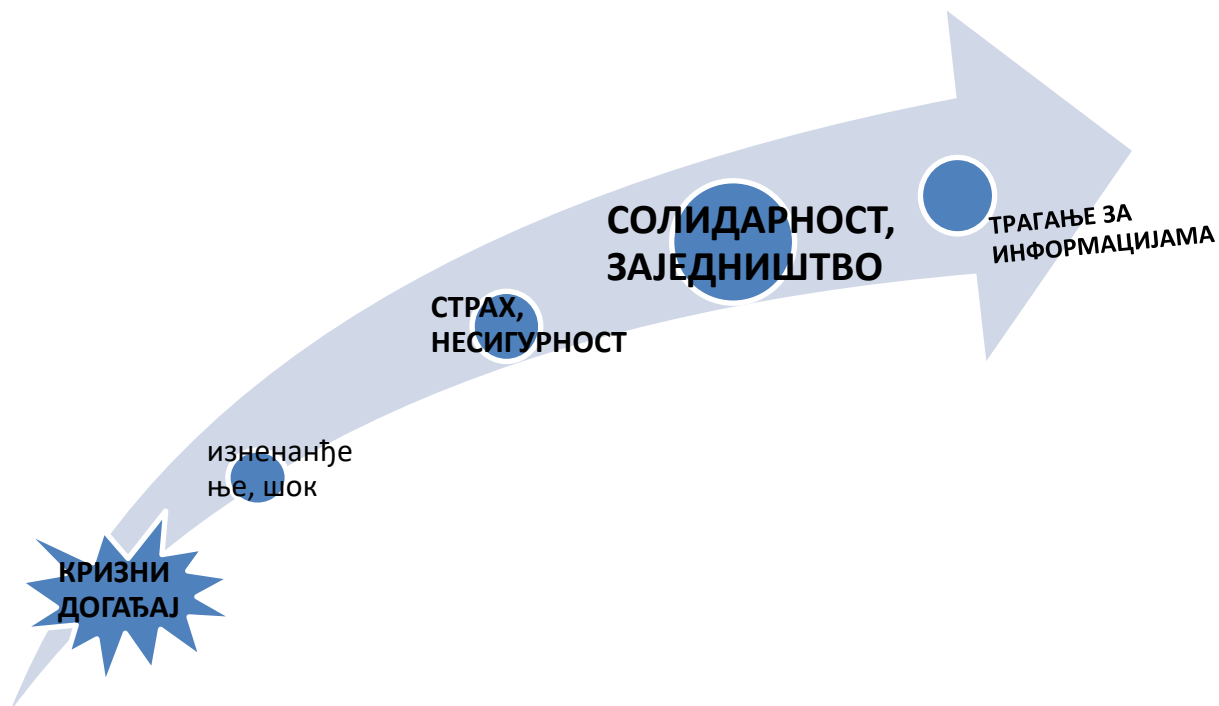 КРИЗНИ
ДОГАЂАЈ
изненанђе
ње, шок
СТРАХ,
НЕСИГУРНОСТ
СОЛИДАРНОСТ,
ЗАЈЕДНИШТВО
ТРАГАЊЕ ЗА
ИНФОРМАЦИЈАМА